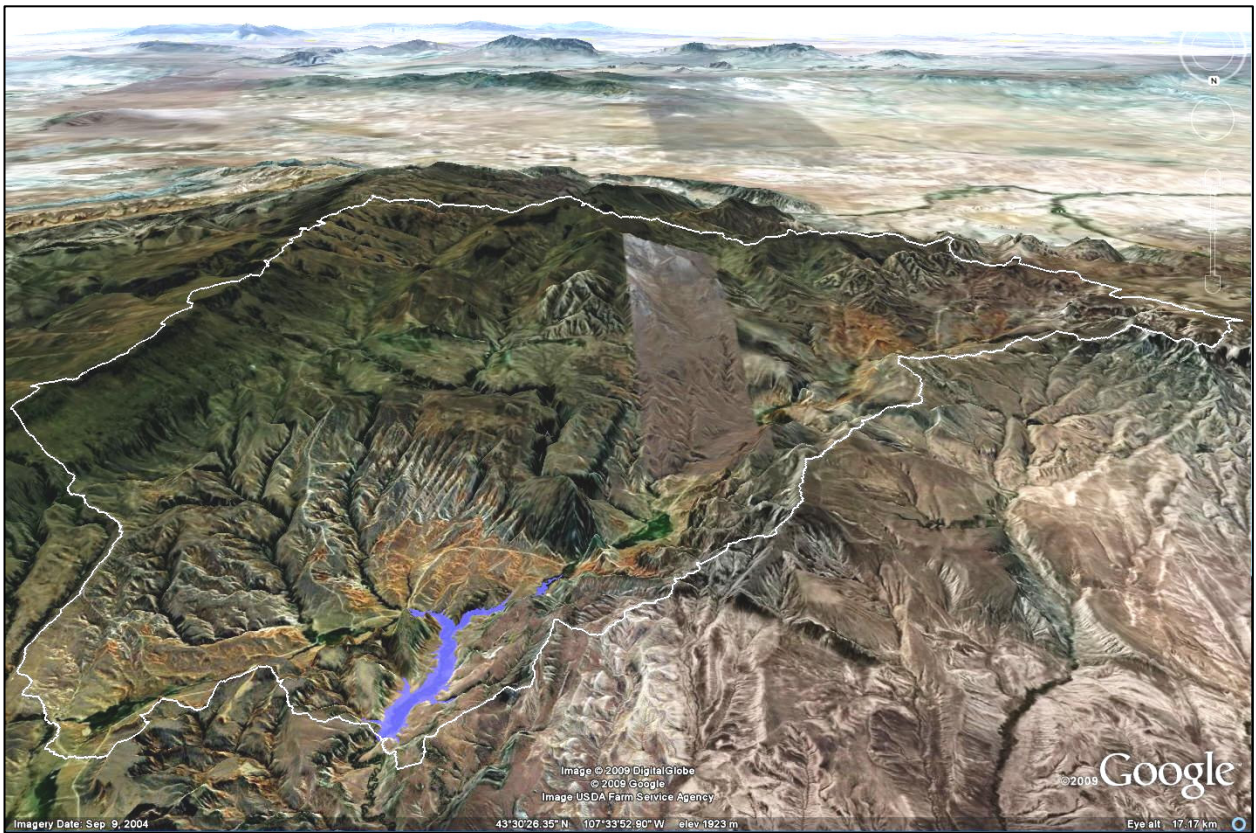 N
Image © 2009 DigitalGlobe
© 2009 Google
Image USDA Farm Service Agency
©2009 Google
Imagery Date: Sep 9, 2004
43°30'26.35" N 107°33'52.90" W elev 1923 m
Eye alt 17.17 km